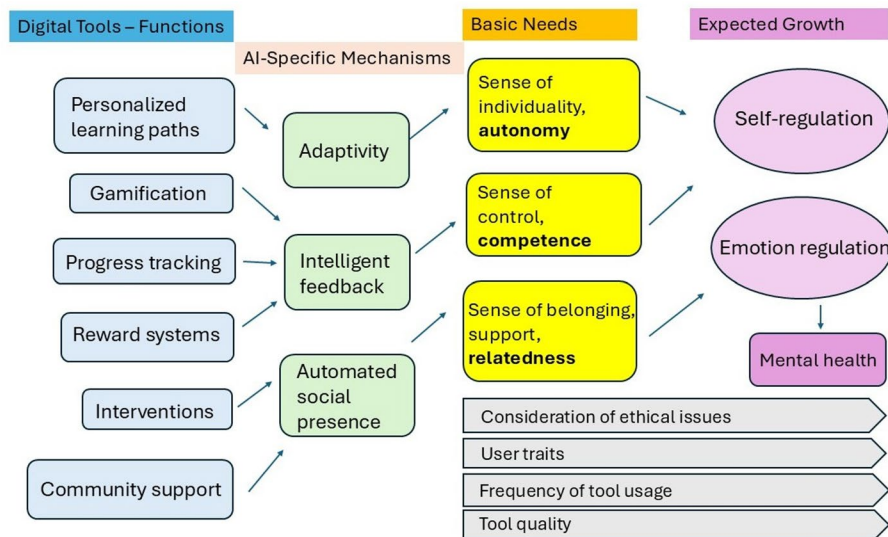 Digital Tools – Functions
AI-Specific Mechanisms
Basic Needs
Expected Growth
Personalized
learning paths
Gamification
Progress tracking
Reward systems
Interventions
Community support
Adaptivity
Intelligent
feedback
Automated
social
presence
Sense of
individuality,
autonomy
Sense of
control,
competence
Sense of belonging,
support,
relatedness
Self-regulation
Emotion regulation
Mental health
Consideration of ethical issues
User traits
Frequency of tool usage
Tool quality